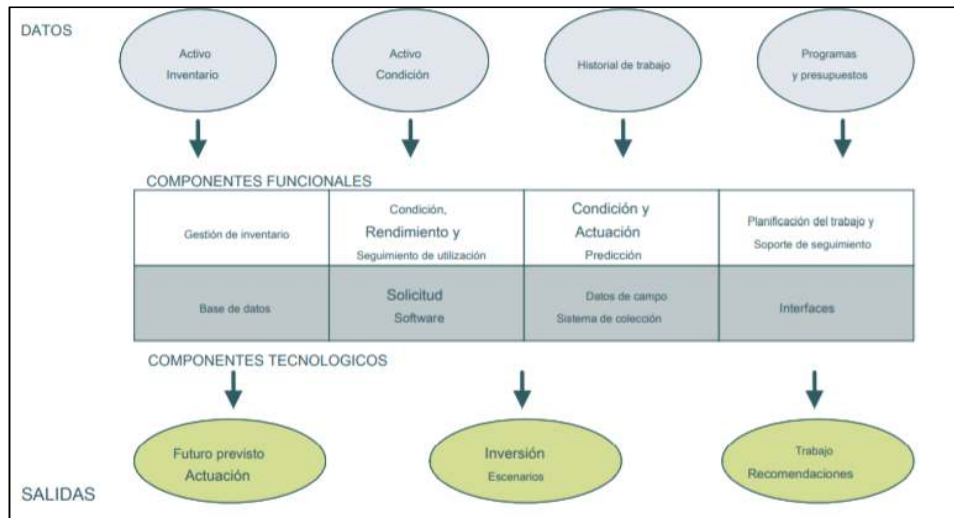 DATOS
Activo
Inventario
Activo
Condición
Historial de trabajo
Programas
y presupuestos
COMPONENTES FUNCIONALES
Gestión de inventario
Condición,
Rendimiento y
Seguimiento de utilización
Condición y
Actuación
Predicción
Planificación del trabajo y
Soporte de seguimiento
Base de datos
Solicitud
Software
Datos de campo
Sistema de colección
Interfaces
COMPONENTES TECNOLOGICOS
Futuro previsto
Actuación
Inversión
Escenarios
Trabajo
Recomendaciones
SALIDAS